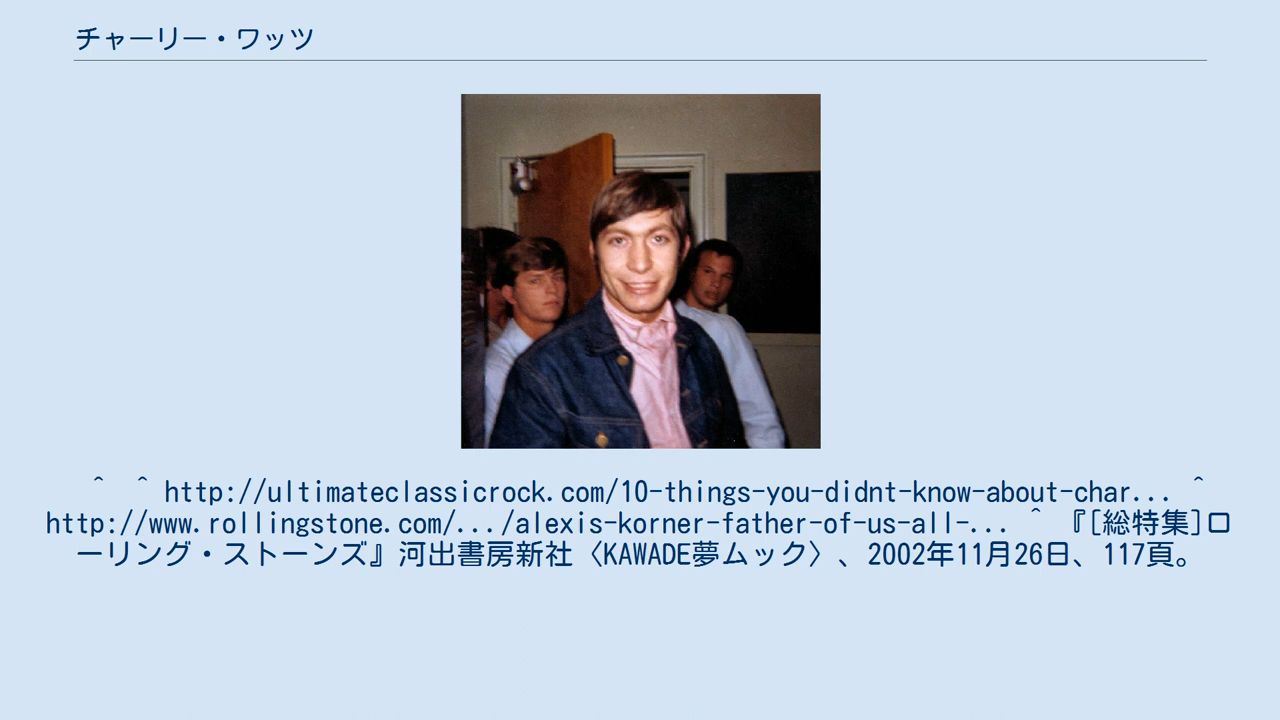 チャーリー・ワッツ
^ ^ http://ultimateclassicrock.com/10-things-you-didnt-know-about-char... ^
http://www.rollingstone.com/.../alexis-korner-father-of-us-all-... ^ 『[総特集]ロ
ーリング・ストーンズ』河出書房新社〈KAWADE夢ムック〉、2002年11月26日、117頁。